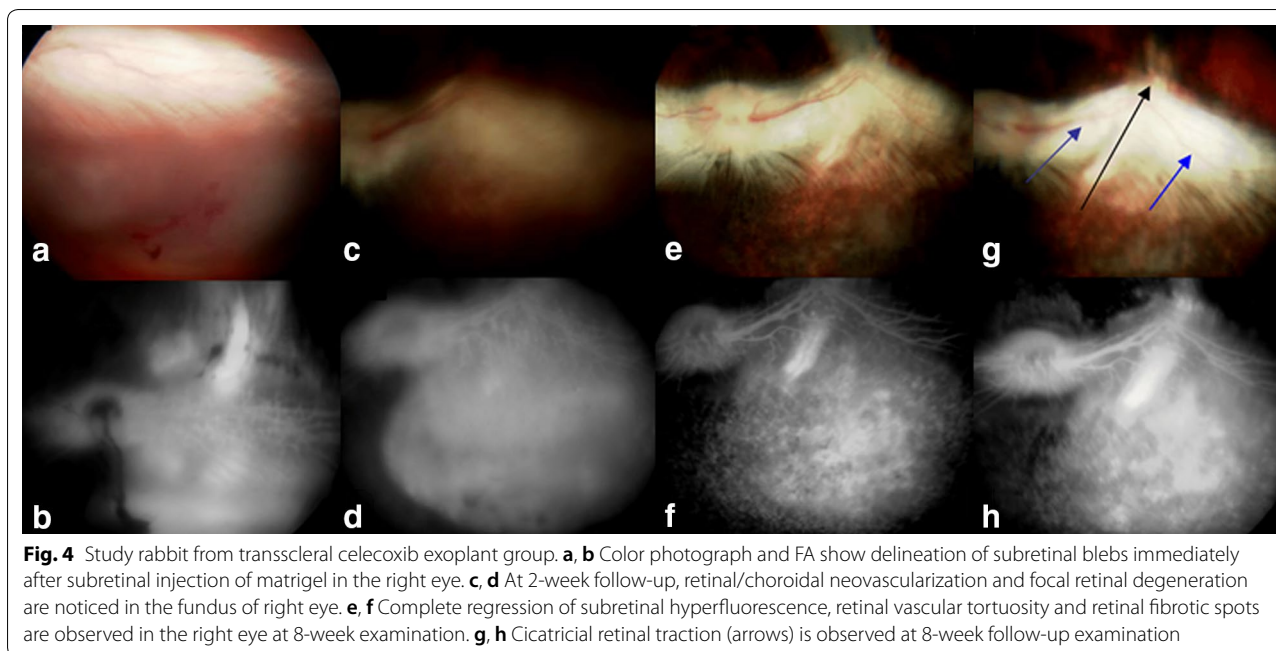 a
c
e
g
b
d
f
h
Fig. 4 Study rabbit from transscleral celecoxib exoplant group. a, b Color photograph and FA show delineation of subretinal blebs immediately
after subretinal injection of matrigel in the right eye. c, d At 2-week follow-up, retinal/choroidal neovascularization and focal retinal degeneration
are noticed in the fundus of right eye. e, f Complete regression of subretinal hyperfluorescence, retinal vascular tortuosity and retinal fibrotic spots
are observed in the right eye at 8-week examination. g, h Cicatricial retinal traction (arrows) is observed at 8-week follow-up examination